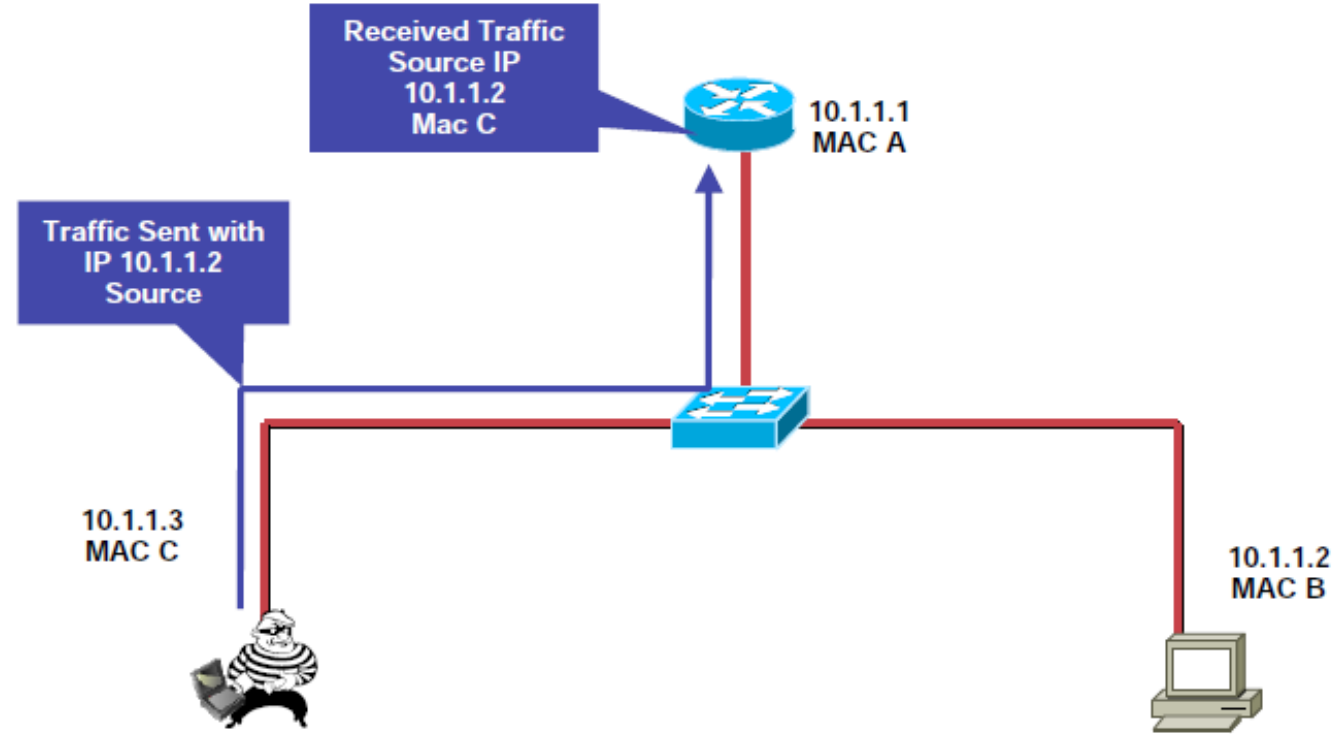 Received Traffic
Source IP
10.1.1.2
Mac C
10.1.1.1
MAC A
Traffic Sent with
IP 10.1.1.2
Source
10.1.1.3
MAC C
10.1.1.2
MAC B